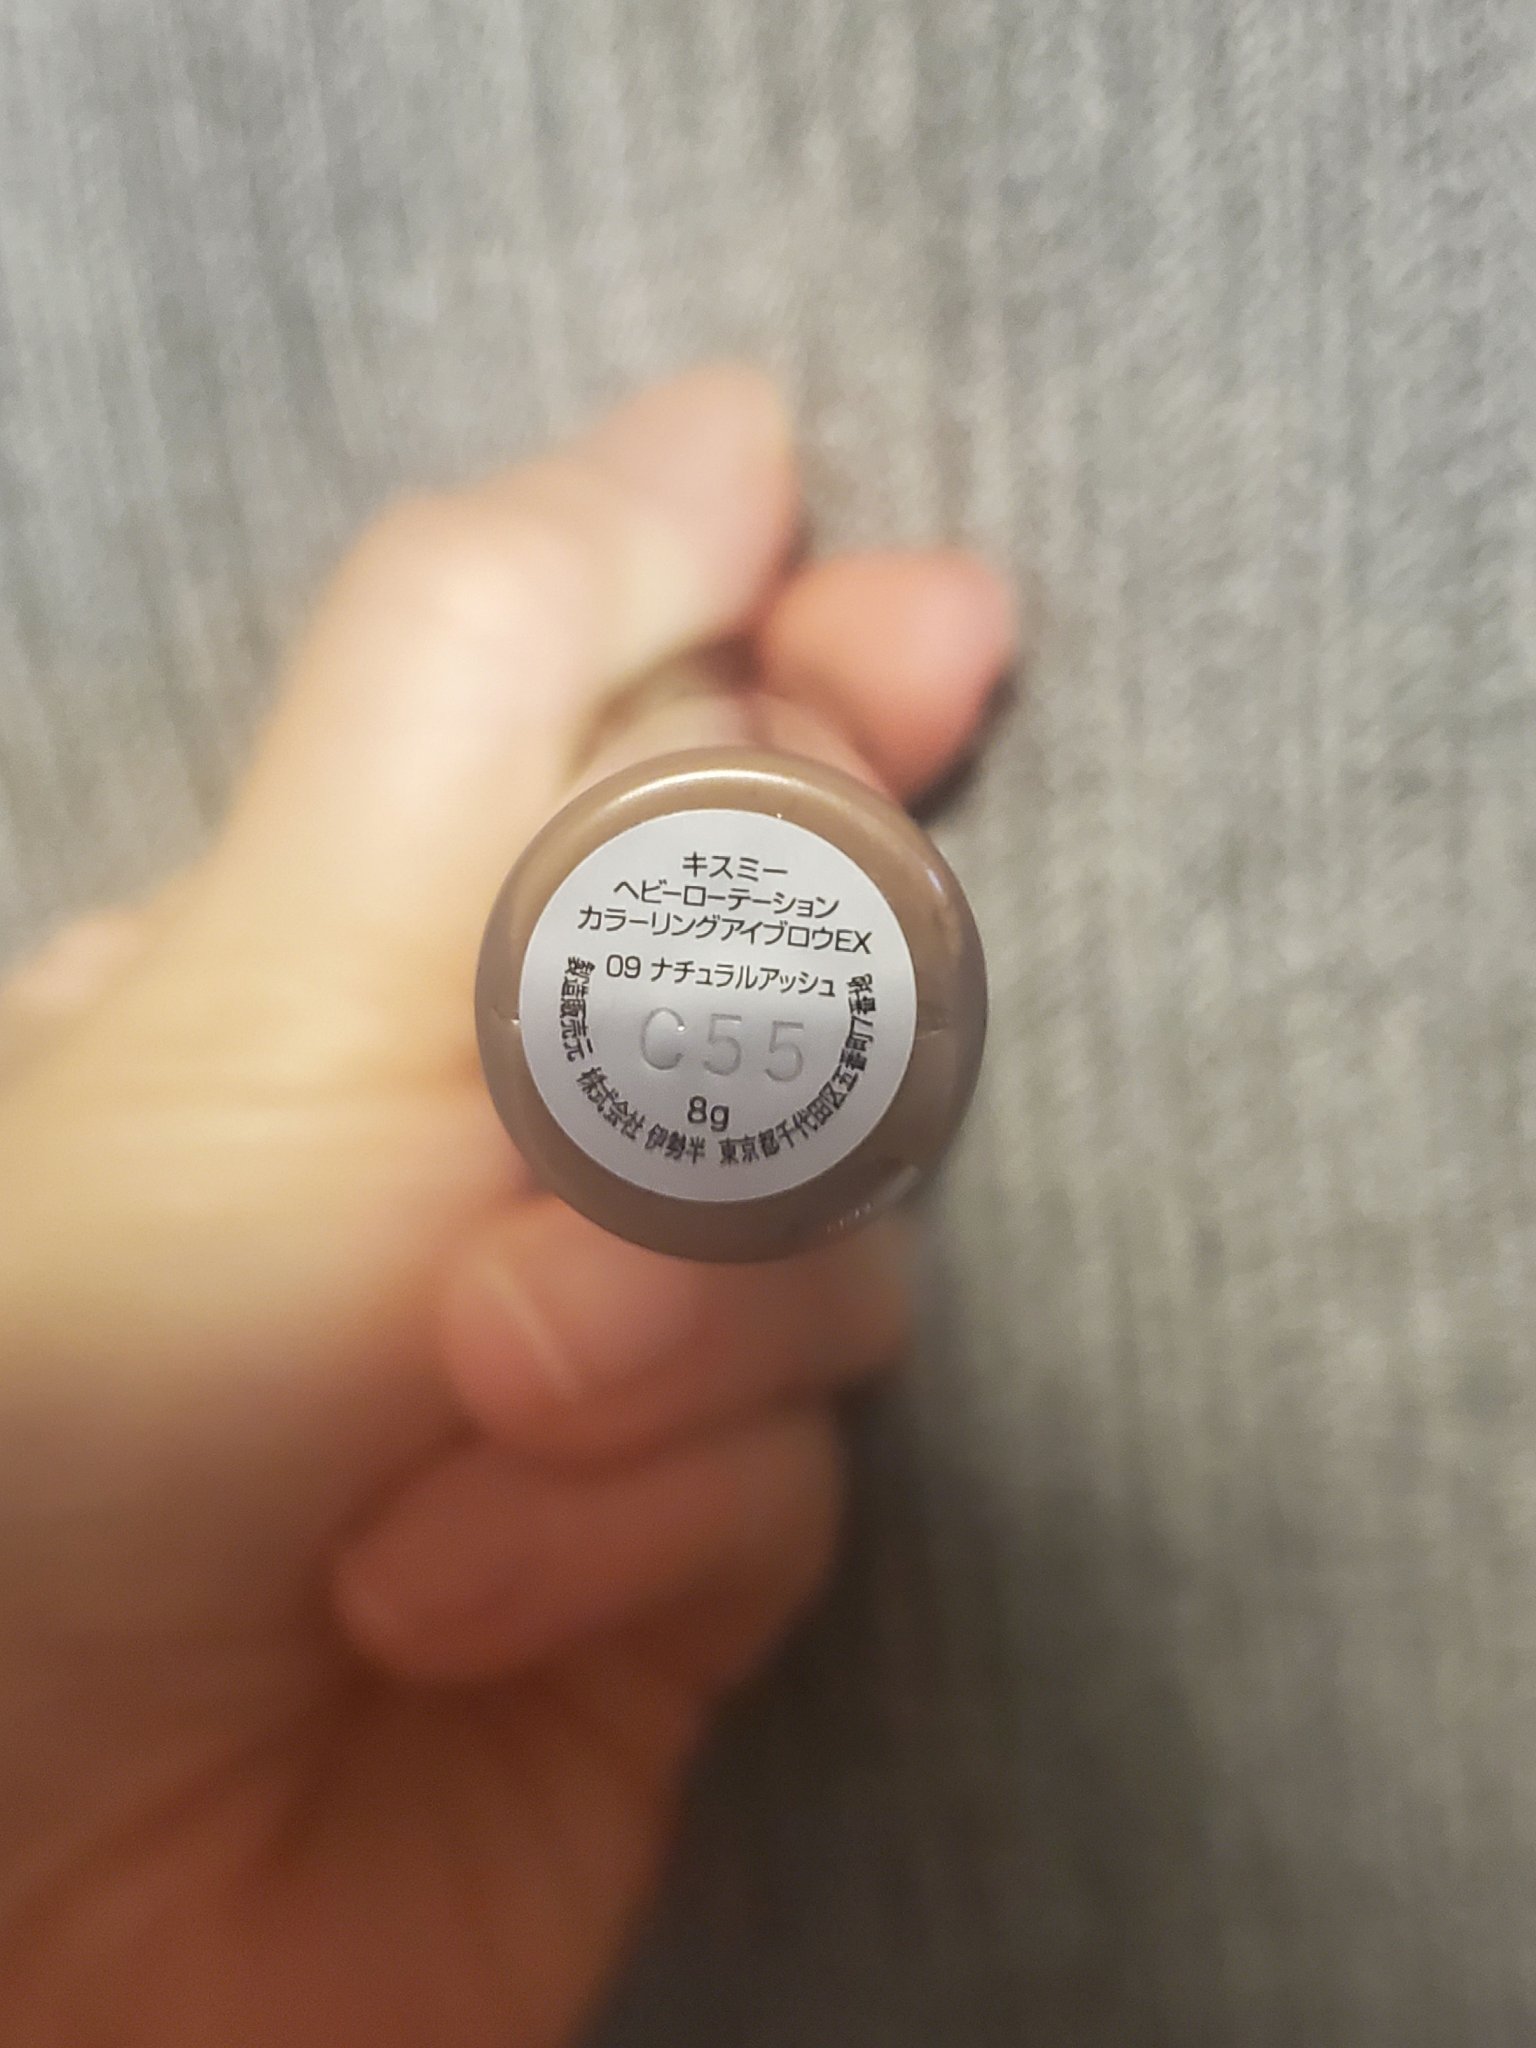 キスミー
ヘビーローテーション
カラーリングアイブロウEX
09 ナチュラルアッシュ
C55
8g
製造販売元 株式会社 伊勢半 東京都千代田区五番町7番地